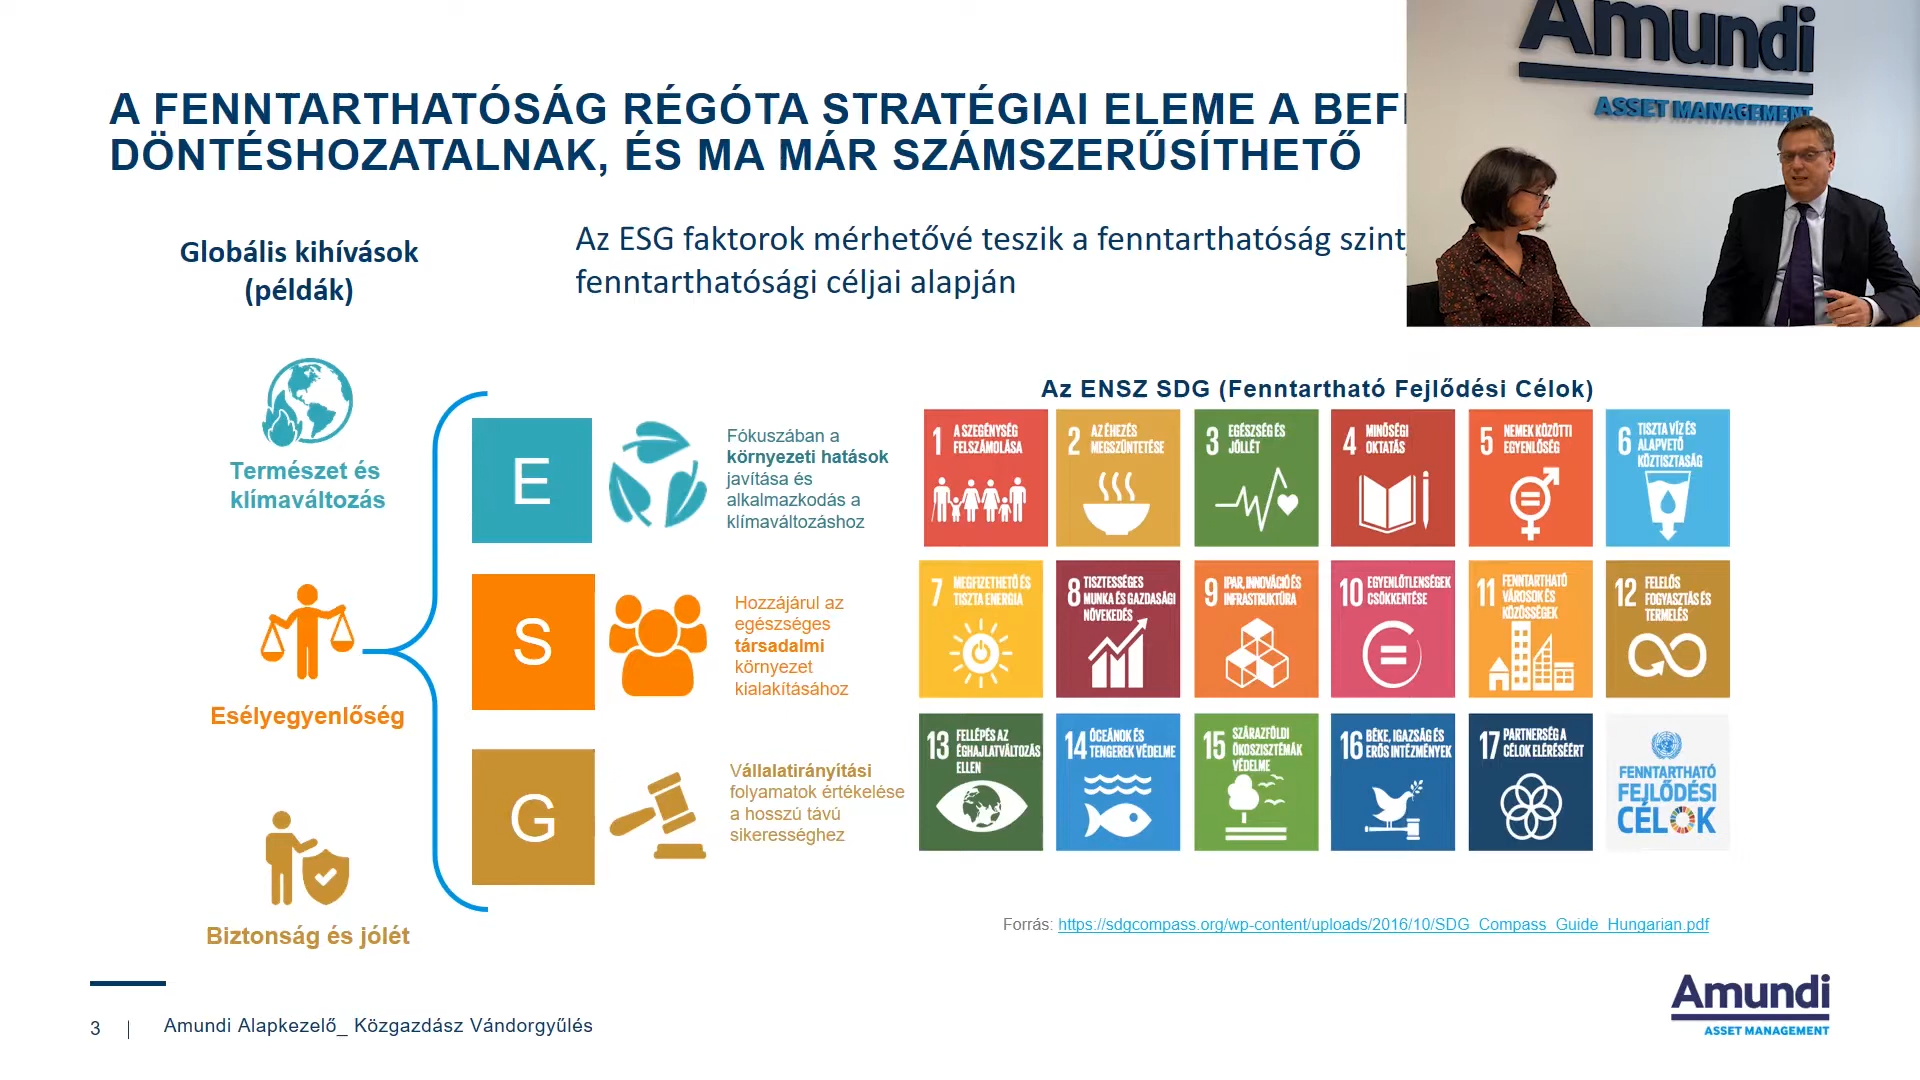 Amundi
ASSET MANAGEMENT
A FENNTARTHATÓSÁG RÉGÓTA STRATÉGIAI ELEME A
DÖNTÉSHOZATALNAK, ÉS MA MÁR SZÁMSZERŰSÍTHETŐ
Globális kihívások
(példák)
Az ESG faktorok mérhetővé teszik a fenntarthatóság
fenntarthatósági céljai alapján
Természet és
klímaváltozás
Esélyegyenlőség
Biztonság és jólét
E
Fókuszában a
környezeti hatások
javítása és
alkalmazkodás a
klímaváltozáshoz
S
Hozzájárul az
egészséges
társadalmi
környezet
kialakításához
G
Vállalatirányítási
folyamatok értékelése
a hosszú távú
sikerességhez
Az ENSZ SDG (Fenntartható Fejlődési Célok)
1 A SZEGÉNYSÉG
FELSZÁMOLÁSA
2 AZ ÉHEZÉS
MEGSZÜNTETÉSE
3 EGÉSZSÉG ÉS
JÓLLÉT
4 MINŐSÉGI
OKTATÁS
5 NEMEK KÖZÖTTI
EGYENLŐSÉG
6 TISZTA VÍZ ÉS
ALAPVETŐ
KÖZTISZTASÁG
7 MEGFIZETHETŐ ÉS
TISZTA ENERGIA
8 TISZTESSÉGES
MUNKA ÉS GAZDASÁGI
NÖVEKEDÉS
9 IPAR, INNOVÁCIÓ ÉS
INFRASTRUKTÚRA
10 EGYENLŐTLENSÉGEK
CSÖKKENTÉSE
11 FENNTARTHATÓ
VÁROSOK ÉS
KÖZÖSSÉGEK
12 FELELŐS
FOGYASZTÁS ÉS
TERMELÉS
13 FELLÉPÉS AZ
ÉGHAJLATVÁLTOZÁS
ELLEN
14 ÓCEÁNOK ÉS
TENGEREK VÉDELME
15 SZÁRAZFÖLDI
ÖKOSZISZTÉMÁK
VÉDELME
16 BÉKE, IGAZSÁG ÉS
ERŐS INTÉZMÉNYEK
17 PARTNERSÉG A
CÉLOK ELÉRÉSÉÉRT
FENNTARTHATÓ
FEJLŐDÉSI
CÉLOK
Forrás: https://sdgcompass.org/wp-content/uploads/2016/10/SDG_Compass_Guide_Hungarian.pdf
3 | Amundi Alapkezelő_ Közgazdász Vándorgyűlés
Amundi
ASSET MANAGEMENT